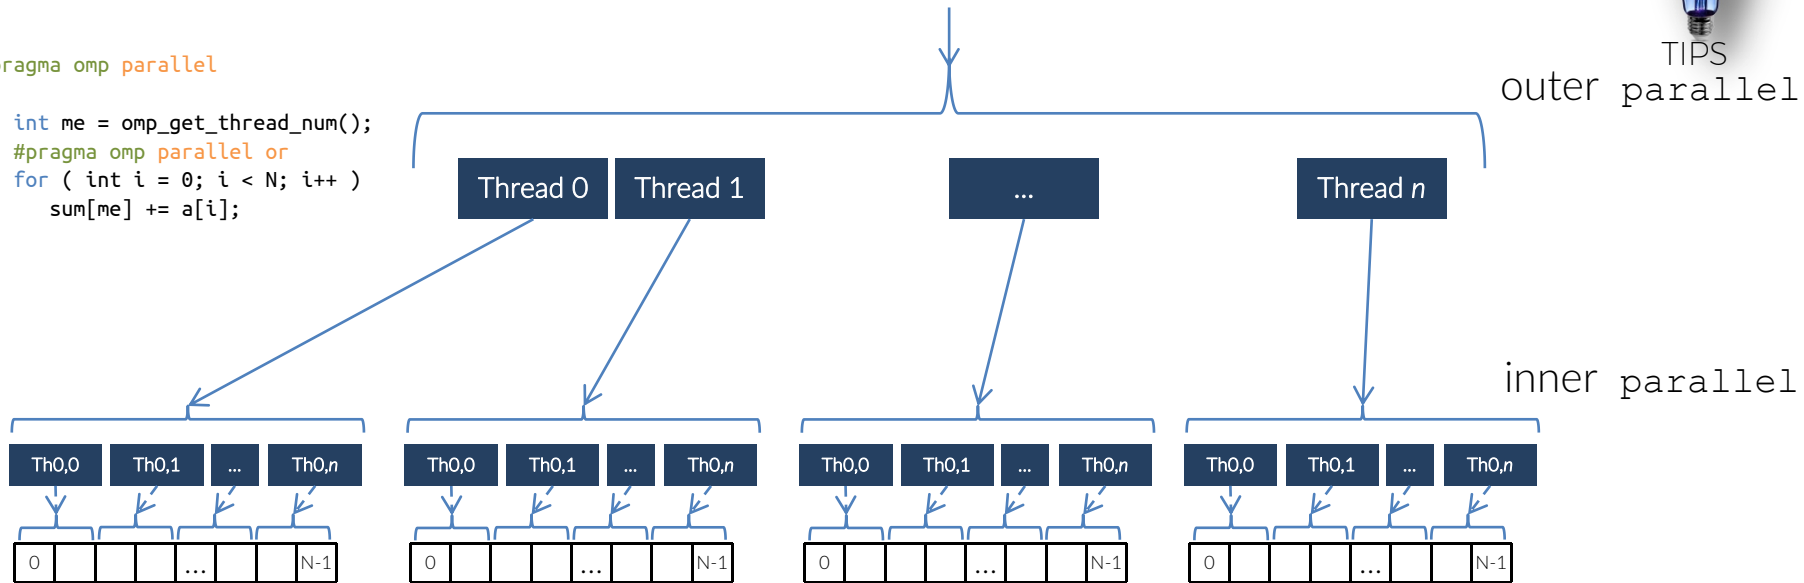 ragma omp parallel
int me = omp_get_thread_num();
#pragma omp parallel or
for ( int i = 0; i < N; i++ )
sum[me] += a[i];
TIPS
outer parallel
Thread 0 Thread 1 ... Thread n
inner parallel
Th0,0 Th0,1 ... Th0,n Th0,0 Th0,1 ... Th0,n Th0,0 Th0,1 ... Th0,n Th0,0 Th0,1 ... Th0,n
0 ... N-1 0 ... N-1 0 ... N-1 0 ... N-1